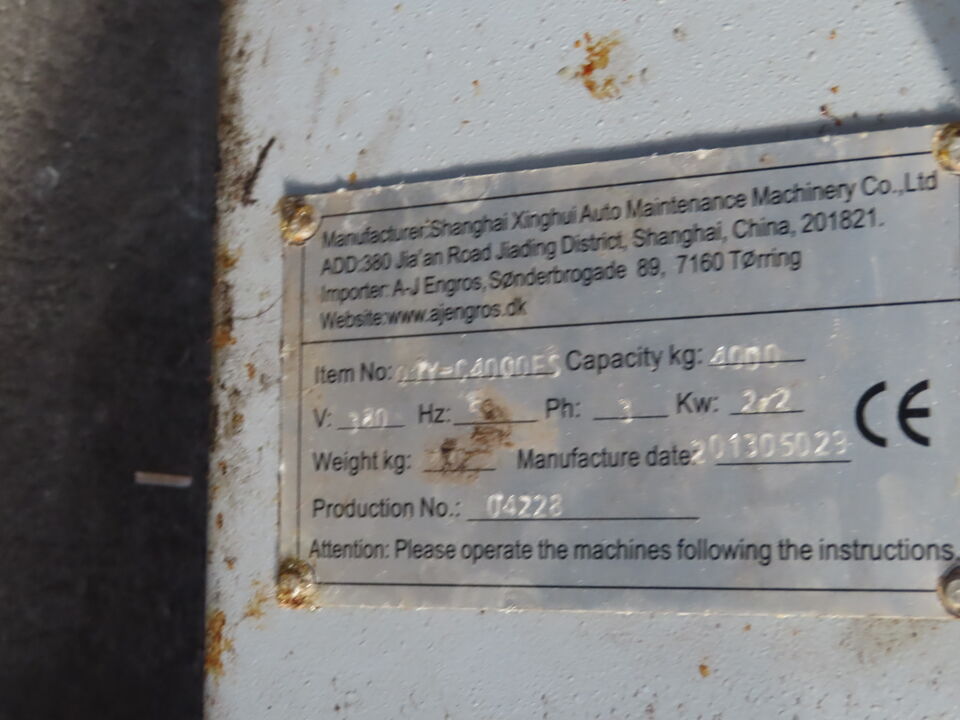 Manufacturer:Shanghai Xinghui Auto Maintenance Machinery Co.,Ltd
ADD:380 Jia'an Road Jiading District, Shanghai, China, 201821.
Importer: A-J Engros, SØnderbrogade 89, 7160 TØrring
Website:www.ajengros.dk
Item No: Capacity kg: 4000
V: 380 Hz: Ph: 3 Kw: 2.2
CE
Weight kg: Manufacture date:
Production No.: 04228
Attention: Please operate the machines following the instructions.